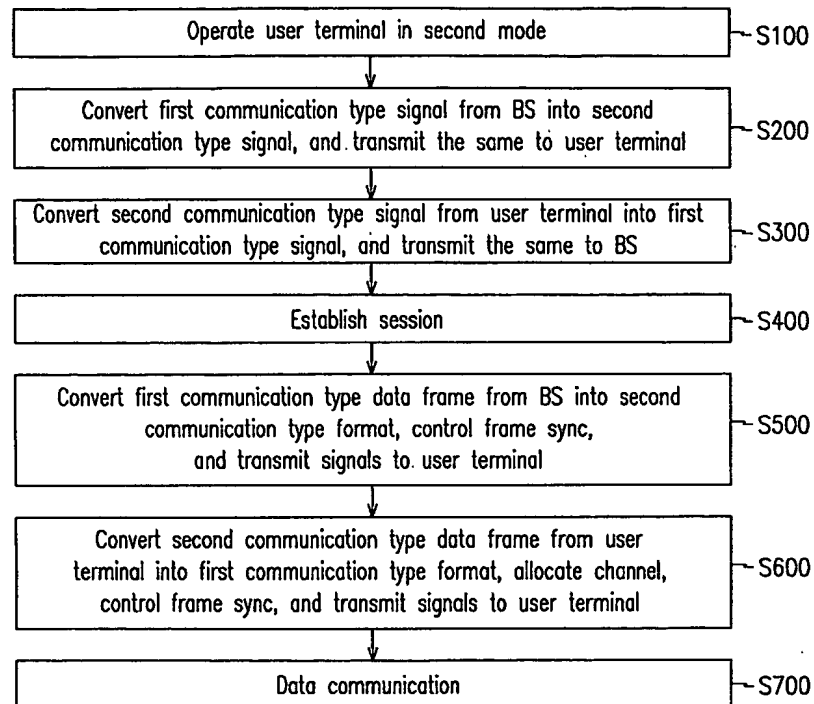 Operate user terminal in second mode
S100
Convert first communication type signal from BS into second
communication type signal, and transmit the same to user terminal
S200
Convert second communication type signal from user terminal into first
communication type signal, and transmit the same to BS
S300
Establish session
S400
Convert first communication type data frame from BS into second
communication type format, control frame sync,
and transmit signals to user terminal
S500
Convert second communication type data frame from user
terminal into first communication type format, allocate channel,
control frame sync, and transmit signals to user terminal
S600
Data communication
S700